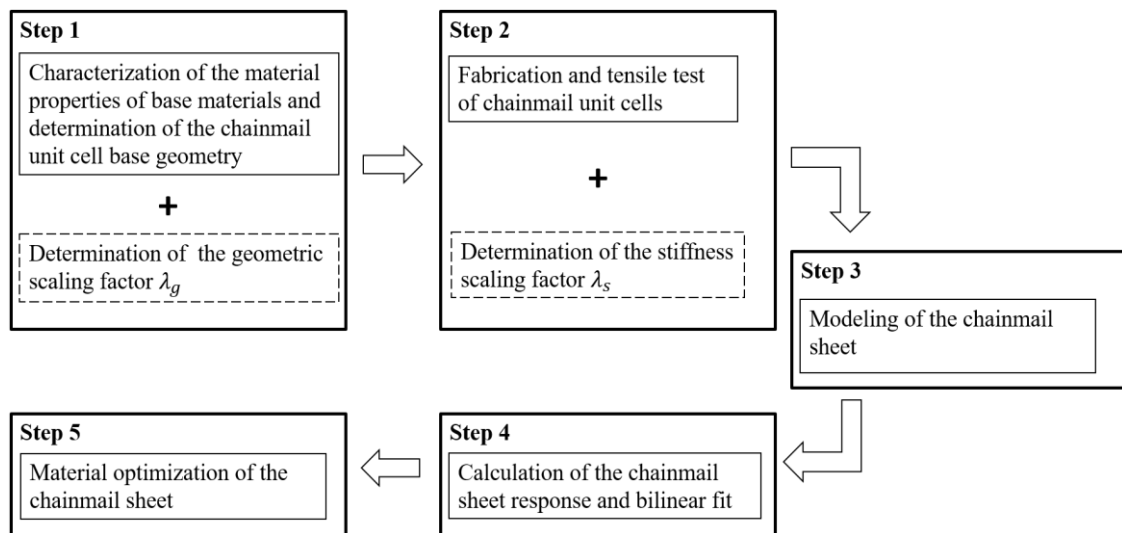 Step 1
Characterization of the material
properties of base materials and
determination of the chainmail
unit cell base geometry
+
Determination of the geometric
scaling factor λ_g
Step 2
Fabrication and tensile test
of chainmail unit cells
+
Determination of the stiffness
scaling factor λ_s
Step 3
Modeling of the chainmail
sheet
Step 4
Calculation of the chainmail
sheet response and bilinear fit
Step 5
Material optimization of the
chainmail sheet